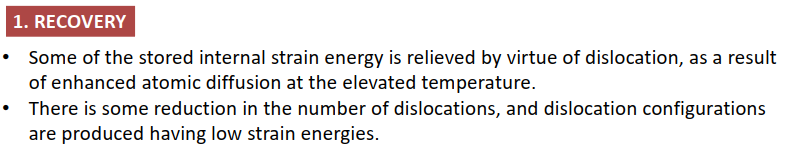 1. RECOVERY
• Some of the stored internal strain energy is relieved by virtue of dislocation, as a result
of enhanced atomic diffusion at the elevated temperature.
• There is some reduction in the number of dislocations, and dislocation configurations
are produced having low strain energies.